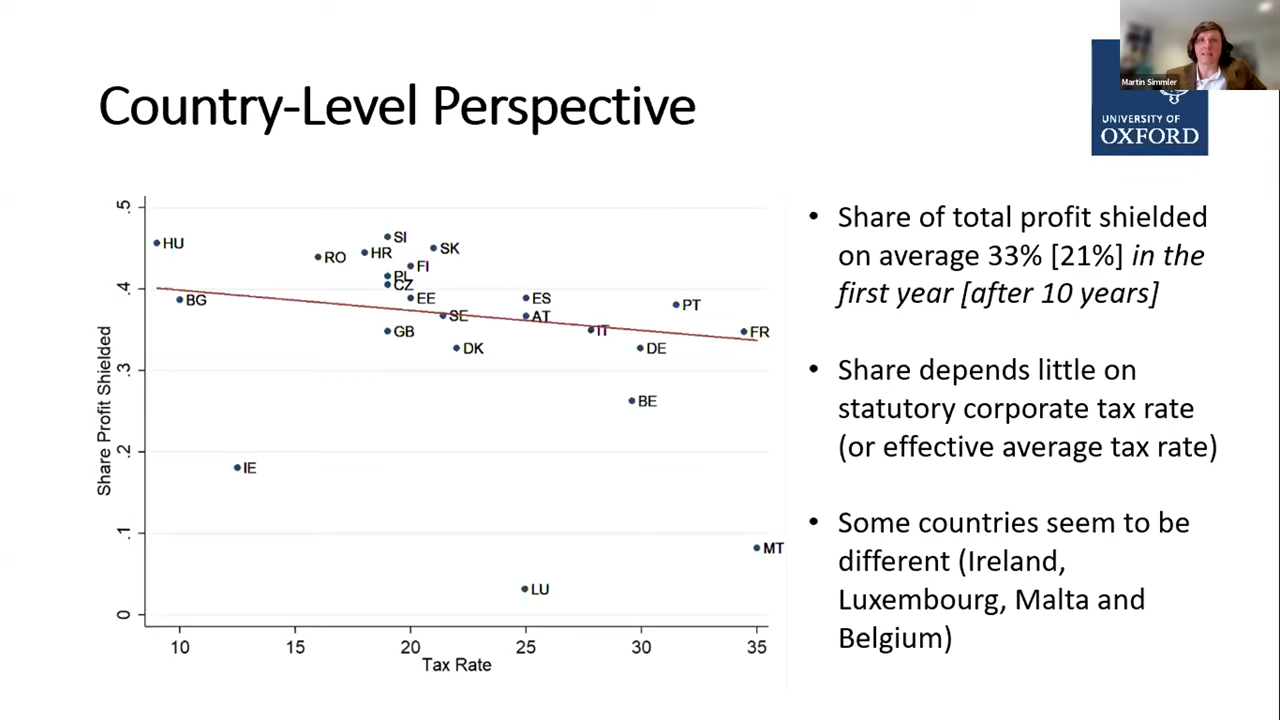 Martin Simmler
UNIVERSITY OF
OXFORD
Country-Level Perspective
Share Profit Shielded
.5
.4
.3
.2
.1
0
HU
BG
RO
HR
SI
SK
FI
PL
CZ
EE
SE
GB
DK
ES
AT
IT
PT
FR
DE
BE
IE
LU
MT
10 15 20 25 30 35
Tax Rate
• Share of total profit shielded
on average 33% [21%] in the
first year [after 10 years]
• Share depends little on
statutory corporate tax rate
(or effective average tax rate)
• Some countries seem to be
different (Ireland,
Luxembourg, Malta and
Belgium)